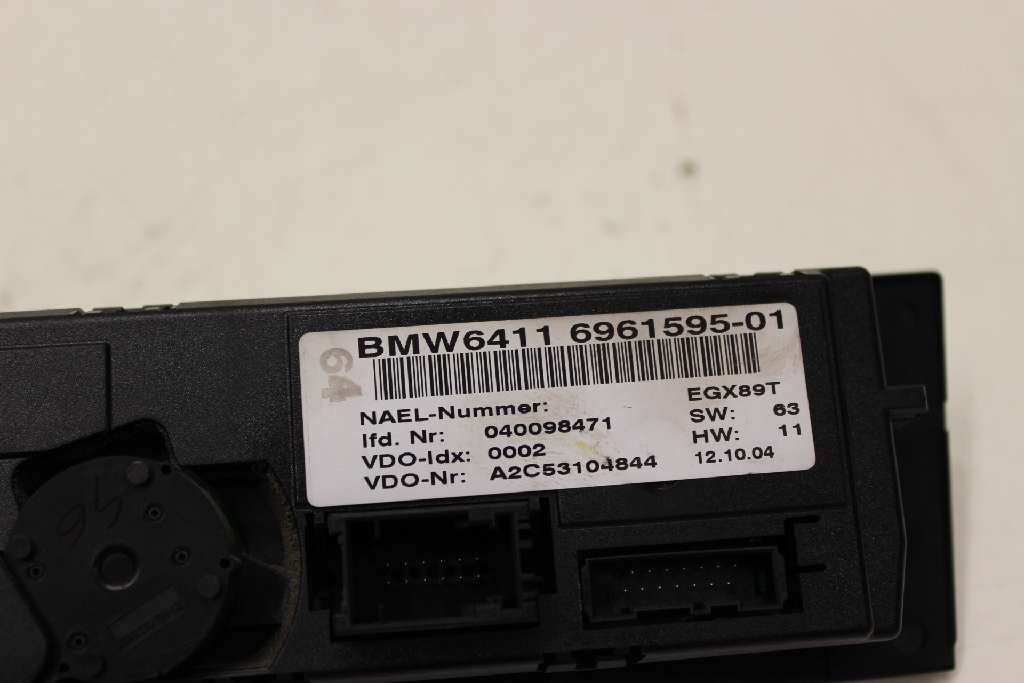 BMW6411 6961595-01
64
NAEL-Nummer: EGX89T
lfd. Nr: 040098471 SW: 63
VDO-Idx: 0002 HW: 11
VDO-Nr: A2C53104844 12.10.04